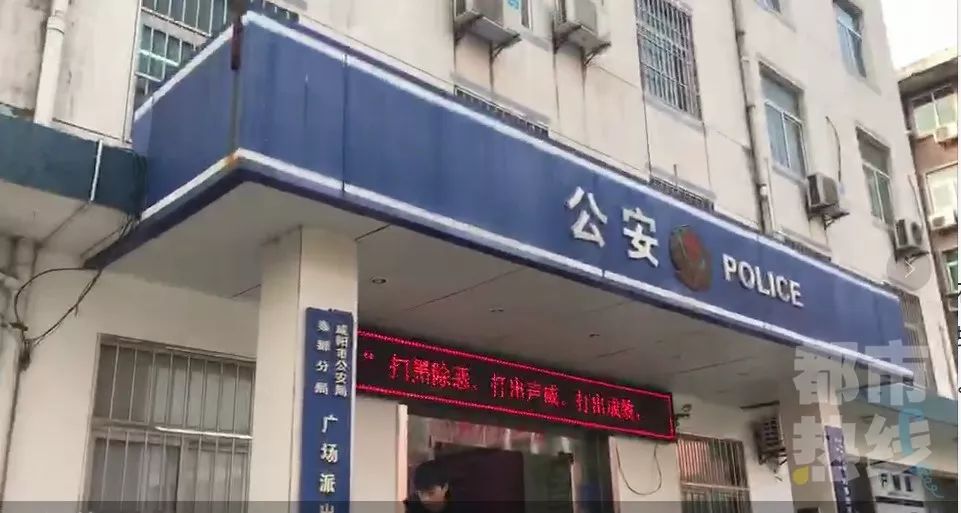 公安 POLICE
咸阳市公安局
秦都分局
广场派出
打黑除恶、打出声威、打出成效、
都市
热线